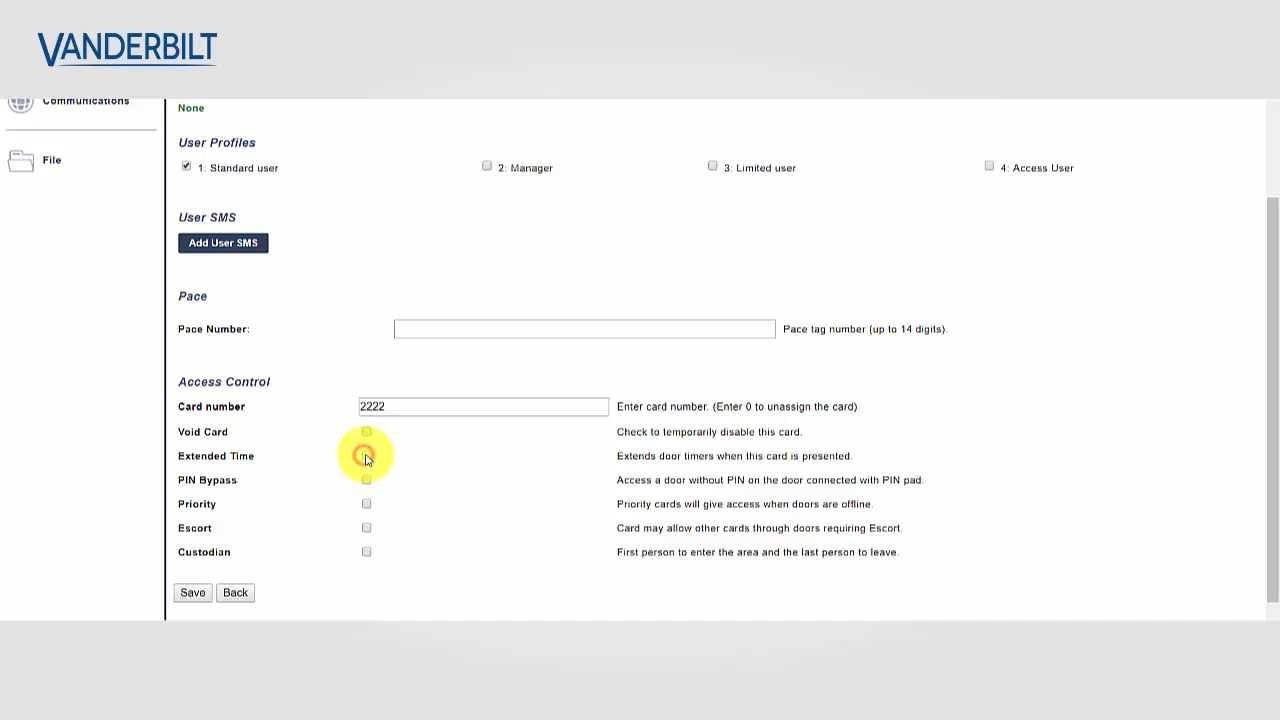 VANDERBILT
Communications
None
File
User Profiles
1: Standard user 2: Manager 3: Limited user 4: Access User
User SMS
Add User SMS
Pace
Pace Number: Pace tag number (up to 14 digits).
Access Control
Card number 2222 Enter card number. (Enter 0 to unassign the card)
Void Card Check to temporarily disable this card.
Extended Time Extends door timers when this card is presented.
PIN Bypass Access a door without PIN on the door connected with PIN pad.
Priority Priority cards will give access when doors are offline.
Escort Card may allow other cards through doors requiring Escort.
Custodian First person to enter the area and the last person to leave.
Save Back